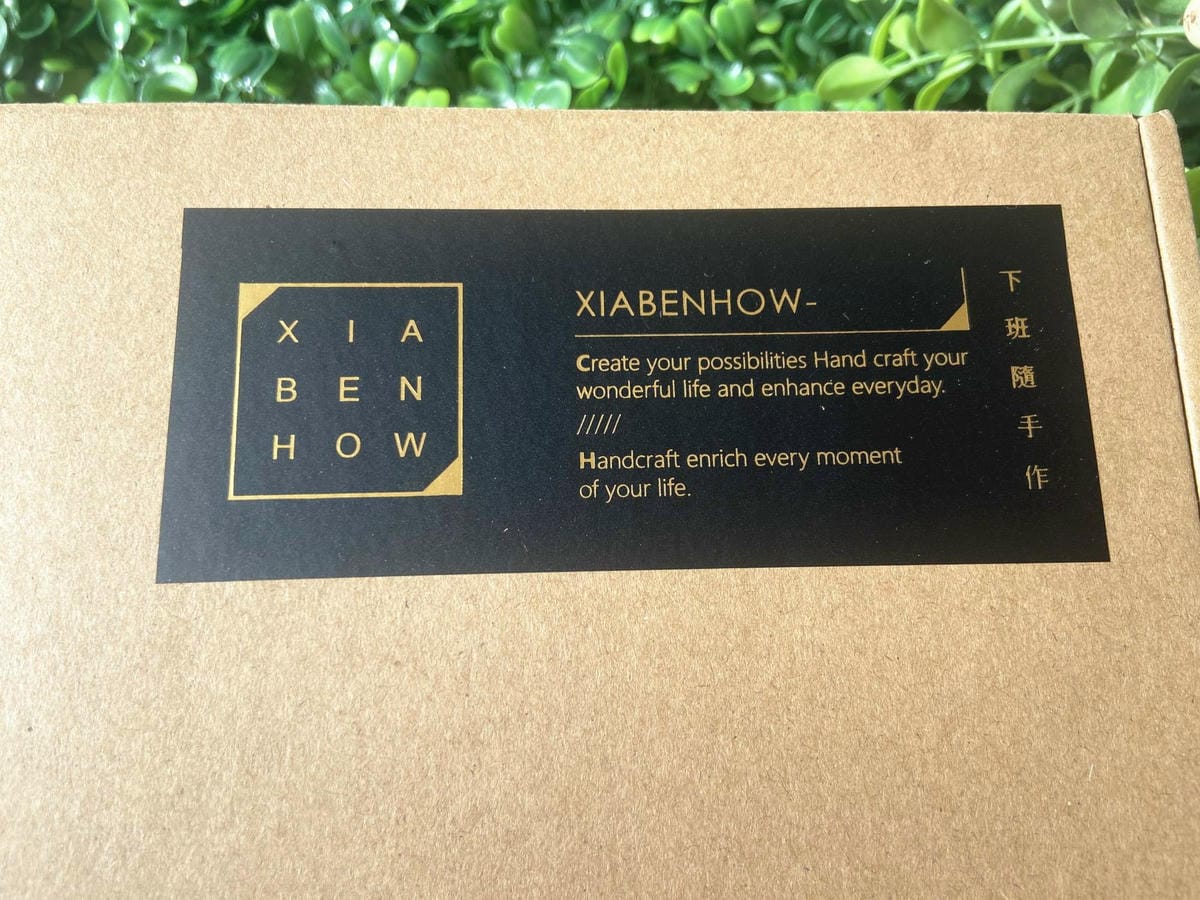 X I A
B E N
H O W
XIABENHOW-
Create your possibilities Hand craft your
wonderful life and enhance everyday.
/////
Handcraft enrich every moment
of your life.
下班隨手作